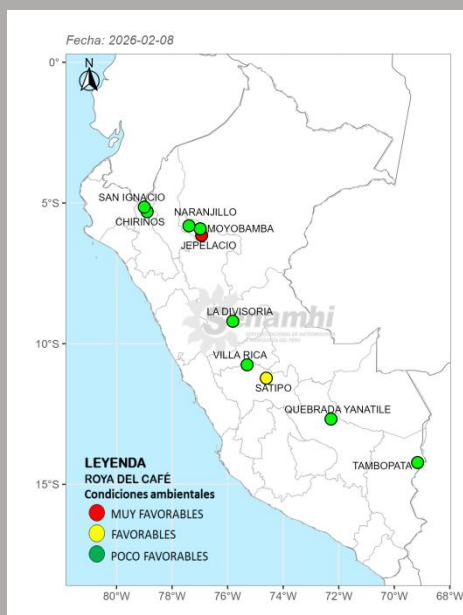 Fecha: 2026-02-08
N
0°
SAN IGNACIO
5°S
CHIRINOS
NARANJILLO
MOYOBAMBA
JEPELACIO
LA DIVISORIA
Senamhi
10°S
VILLA RICA
SATIPO
QUEBRADA YANATILE
TAMBOPATA
15°S
LEYENDA
ROYA DEL CAFÉ
Condiciones ambientales
MUY FAVORABLES
FAVORABLES
POCO FAVORABLES
80°W 78°W 76°W 74°W 72°W 70°W 68°W